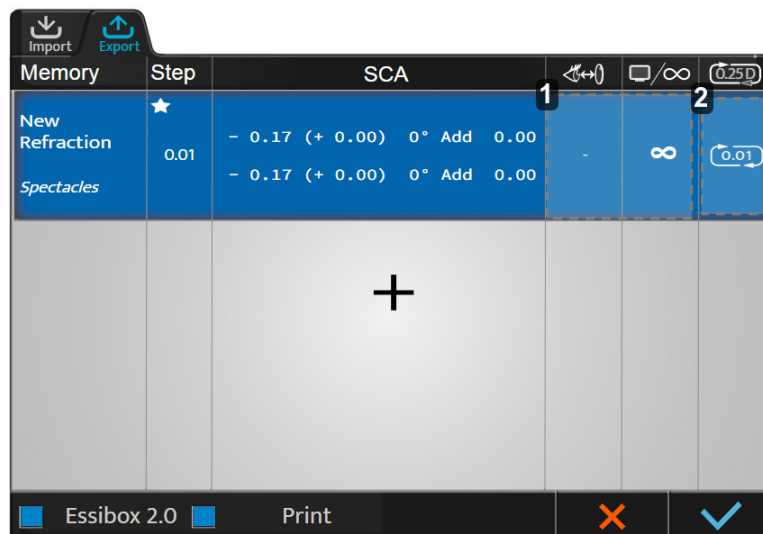 Import Export
Memory Step SCA /∞ 0.25D
1 2
New
Refraction
Spectacles
0.01
- 0.17 (+ 0.00) 0° Add 0.00
- 0.17 (+ 0.00) 0° Add 0.00
- ∞ 0.01
Essibox 2.0 Print